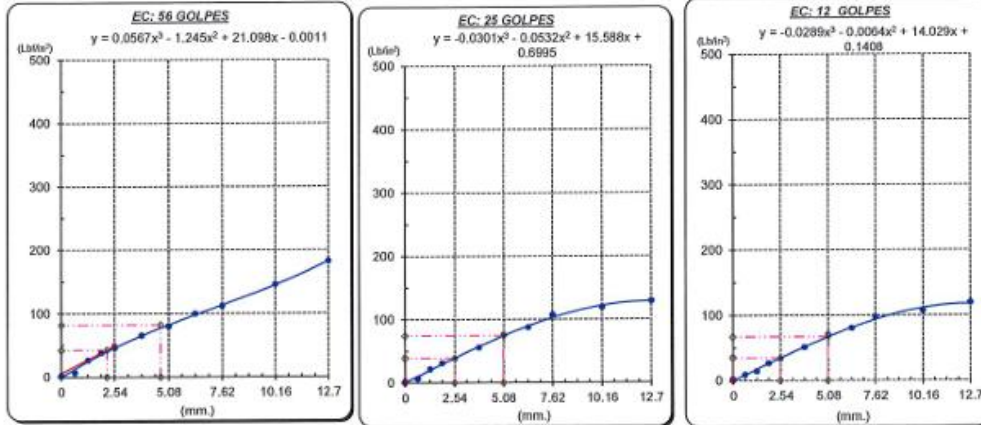 EC: 56 GOLPES
y = 0.0567x³ - 1.245x² + 21.098x - 0.0011
(Lb/in²)
500
400
300
200
100
0
0 2.54 5.08 7.62 10.16 12.7
(mm.)
EC: 25 GOLPES
y = -0.0301x³ - 0.0532x² + 15.588x +
0.6995
(Lb/in²)
500
400
300
200
100
0
0 2.54 5.08 7.62 10.16 12.7
(mm.)
EC: 12 GOLPES
y = -0.0289x³ - 0.0064x² + 14.029x +
0.1408
(Lb/in²)
500
400
300
200
100
0
0 2.54 5.08 7.62 10.16 12.7
(mm.)